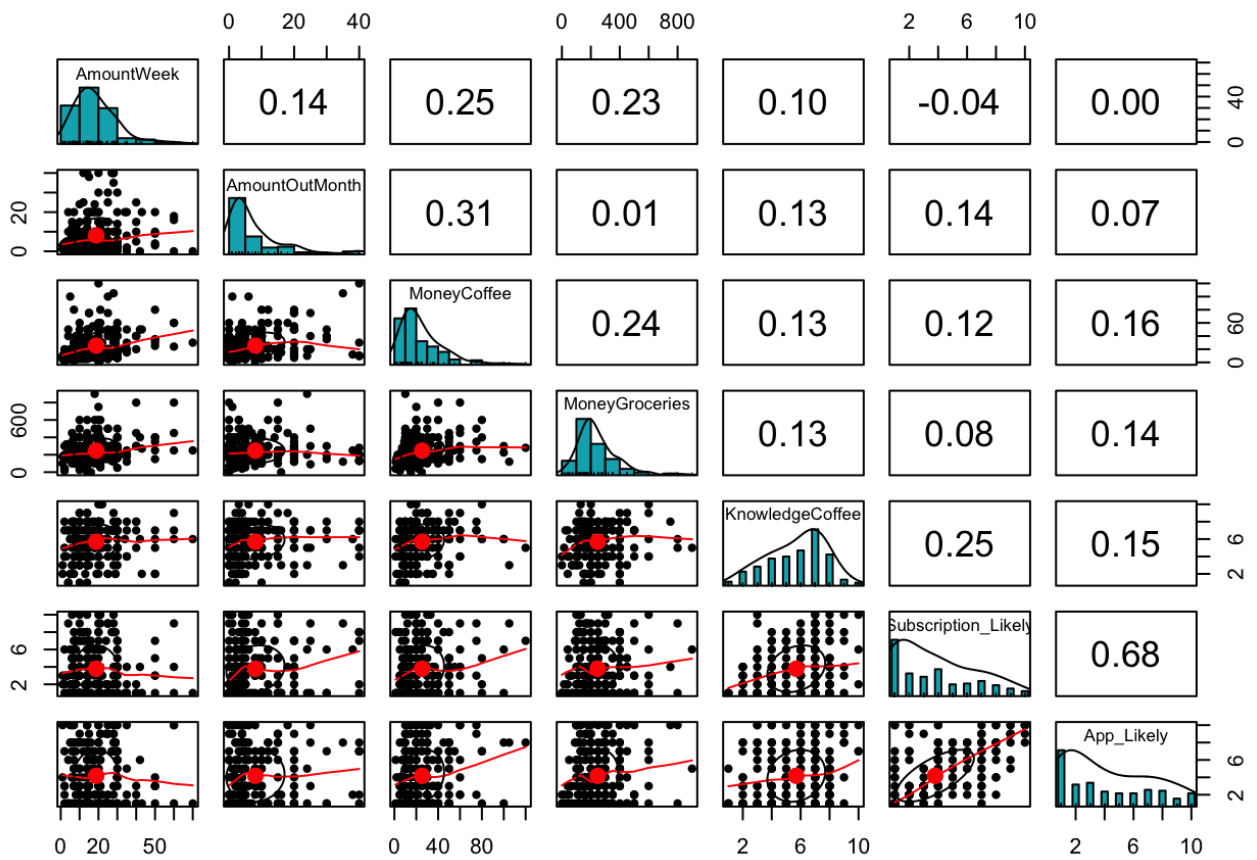 0 20 40 0 400 800 2 6 10
AmountWeek 0.14 0.25 0.23 0.10 -0.04 0.00 0 40
0 20 AmountOutMonth 0.31 0.01 0.13 0.14 0.07
MoneyCoffee 0.24 0.13 0.12 0.16 0 60
0 600 MoneyGroceries 0.13 0.08 0.14
KnowledgeCoffee 0.25 0.15 2 6
2 6 Subscription_Likely 0.68
App_Likely 2 6
0 20 50 0 40 80 2 6 10 2 6 10